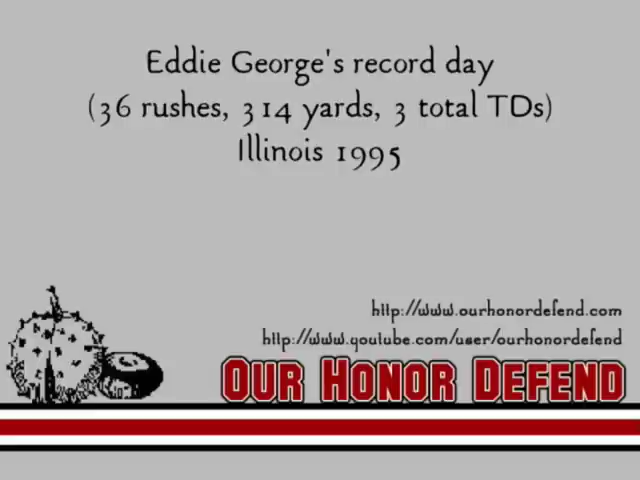 Eddie George's record day
(36 rushes, 314 yards, 3 total TDs)
Illinois 1995
http://www.ourhonordefend.com
http://www.youtube.com/user/ourhonordefend
OUR HONOR DEFEND